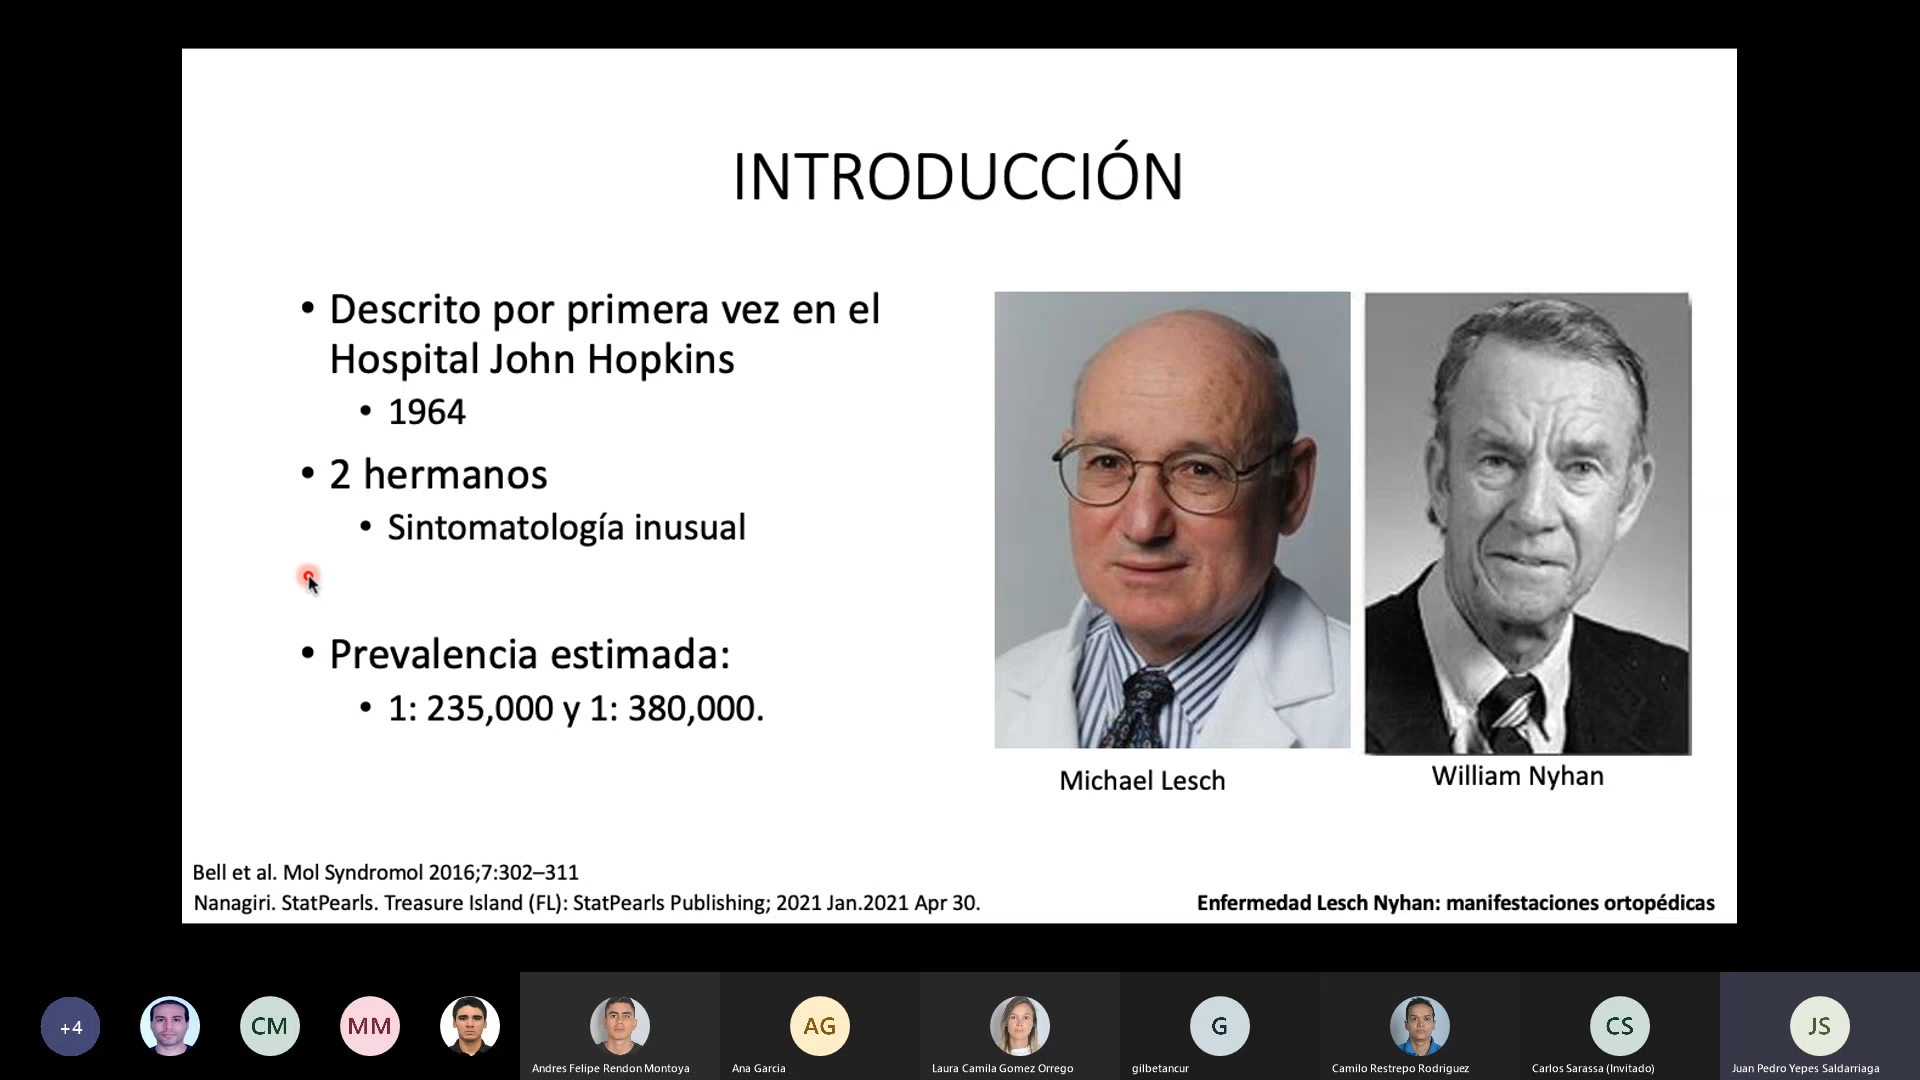 INTRODUCCIÓN
• Descrito por primera vez en el
Hospital John Hopkins
• 1964
• 2 hermanos
• Sintomatología inusual
• Prevalencia estimada:
• 1: 235,000 y 1: 380,000.
Michael Lesch
William Nyhan
Bell et al. Mol Syndromol 2016;7:302–311
Nanagiri. StatPearls. Treasure Island (FL): StatPearls Publishing; 2021 Jan.2021 Apr 30.
Enfermedad Lesch Nyhan: manifestaciones ortopédicas
+4
CM
MM
Andres Felipe Rendon Montoya
AG
Ana Garcia
Laura Camila Gomez Orrego
G
gilbetancur
Camilo Restrepo Rodriguez
CS
Carlos Sarassa (Invitado)
JS
Juan Pedro Yepes Saldarriaga